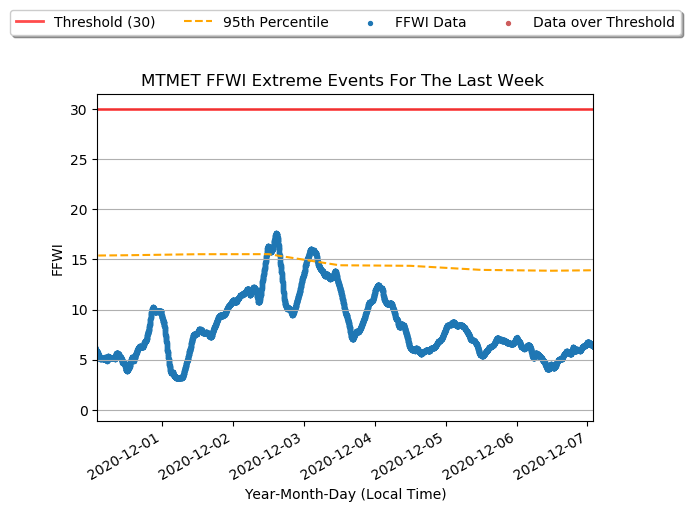 Threshold (30) 95th Percentile FFWI Data Data over Threshold
MTMET FFWI Extreme Events For The Last Week
30
25
20
15
10
5
0
FFWI
2020-12-01 2020-12-02 2020-12-03 2020-12-04 2020-12-05 2020-12-06 2020-12-07
Year-Month-Day (Local Time)